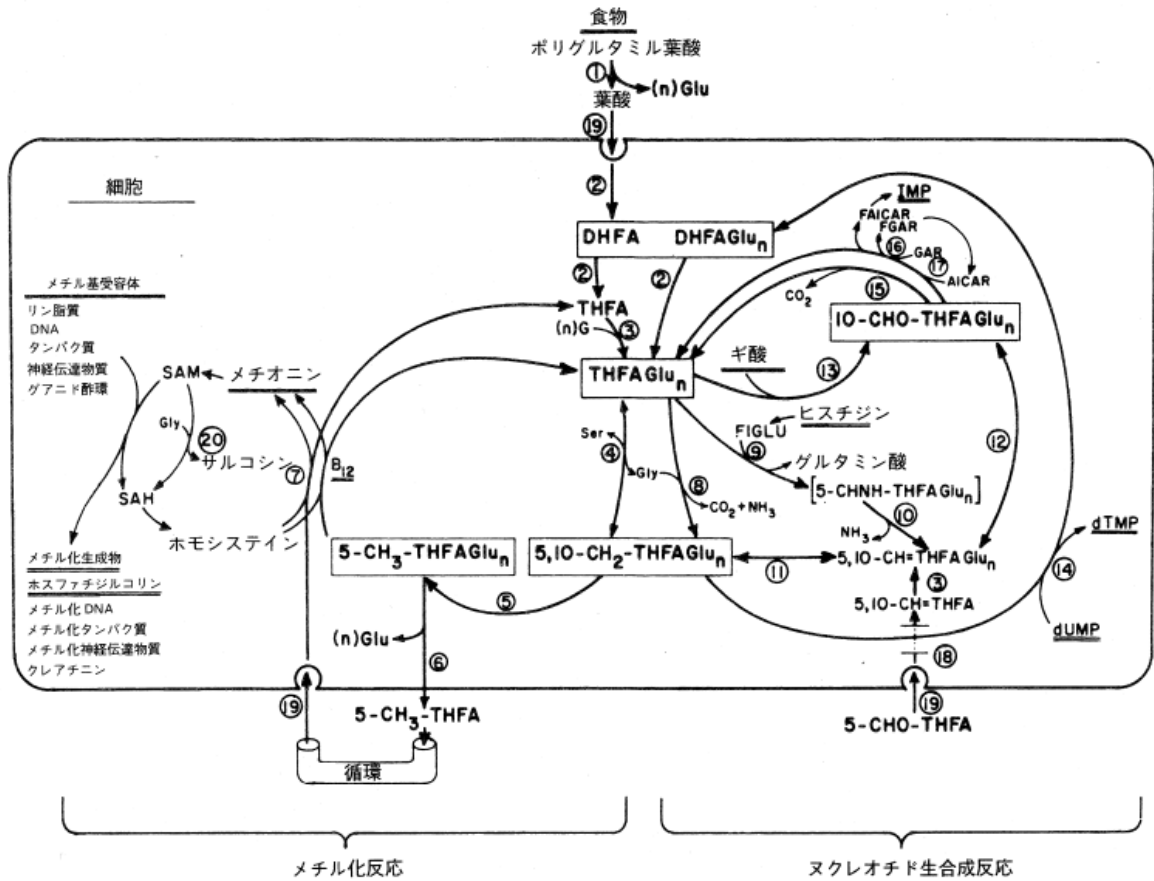 食物
ポリグルタミル葉酸
①
(n)Glu
葉酸
⑲
細胞
②
DHFA DHFAGlun
②
②
THFA
(n)G
③
THFAGlun
IMP
FAICAR
FGAR
⑯
GAR
⑰
AICAR
CO2
⑮
10-CHO-THFAGlun
ギ酸
⑬
⑫
メチル基受容体
リン脂質
DNA
タンパク質
神経伝達物質
グアニド酢環
SAM
メチオニン
Gly
⑳
サルコシン
⑦
B12
SAH
ホモシステイン
Ser
④
Gly
⑧
CO2+NH3
ヒスチジン
FIGLU
⑨
グルタミン酸
[5-CHNH-THFAGlun]
⑩
NH3
dTMP
メチル化生成物
ホスファチジルコリン
メチル化DNA
メチル化タンパク質
メチル化神経伝達物質
クレアチニン
5-CH3-THFAGlun
5,10-CH2-THFAGlun
⑪
5,10-CH=THFAGlun
⑭
③
5,10-CH=THFA
dUMP
⑤
(n)Glu
⑥
⑱
⑲
5-CH3-THFA
⑲
5-CHO-THFA
循環
メチル化反応
ヌクレオチド生合成反応